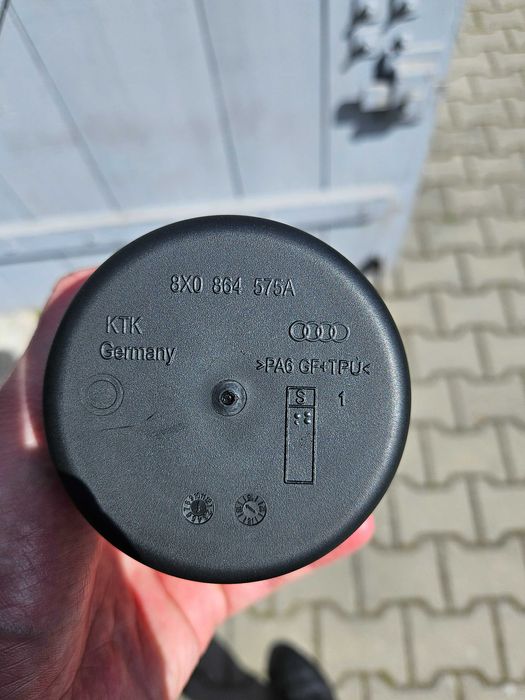 8X0 864 575A
KTK
Germany
>PA6 GF+TPU<
S
1